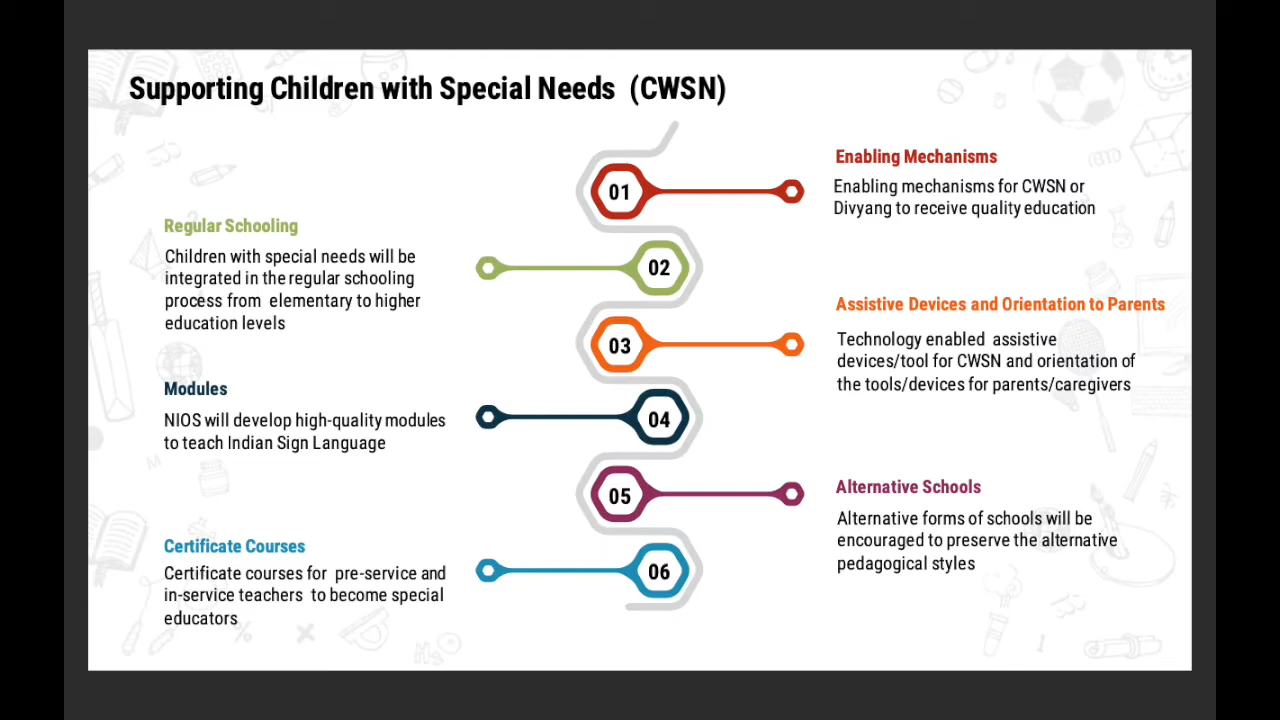 Supporting Children with Special Needs (CWSN)
01
Enabling Mechanisms
Enabling mechanisms for CWSN or
Divyang to receive quality education
Regular Schooling
Children with special needs will be
integrated in the regular schooling
process from elementary to higher
education levels
02
03
Assistive Devices and Orientation to Parents
Technology enabled assistive
devices/tool for CWSN and orientation of
the tools/devices for parents/caregivers
Modules
NIOS will develop high-quality modules
to teach Indian Sign Language
04
05
Alternative Schools
Alternative forms of schools will be
encouraged to preserve the alternative
pedagogical styles
Certificate Courses
Certificate courses for pre-service and
in-service teachers to become special
educators
06